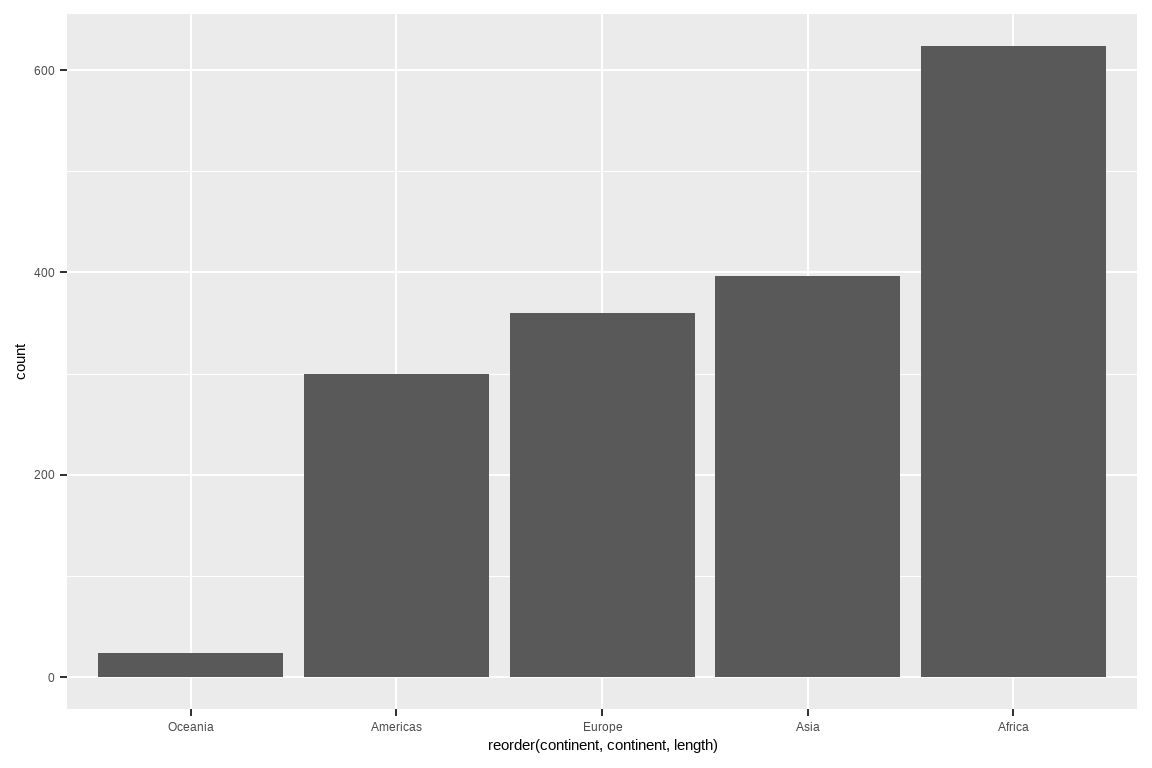 600
400
200
0
count
Oceania Americas Europe Asia Africa
reorder(continent, continent, length)